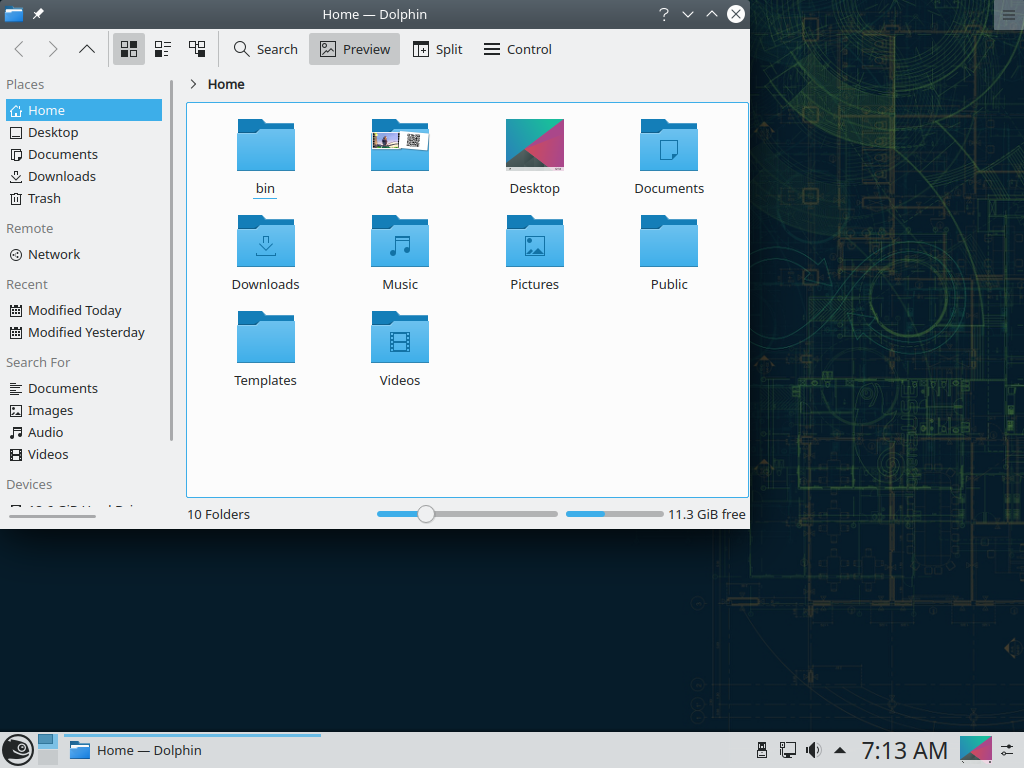 Home — Dolphin
Search
Preview
Split
Control
Places
Home
Desktop
Documents
Downloads
Trash
Remote
Network
Recent
Modified Today
Modified Yesterday
Search For
Documents
Images
Audio
Videos
Devices
Home
bin
data
Desktop
Documents
Downloads
Music
Pictures
Public
Templates
Videos
10 Folders
11.3 GiB free
Home — Dolphin
7:13 AM